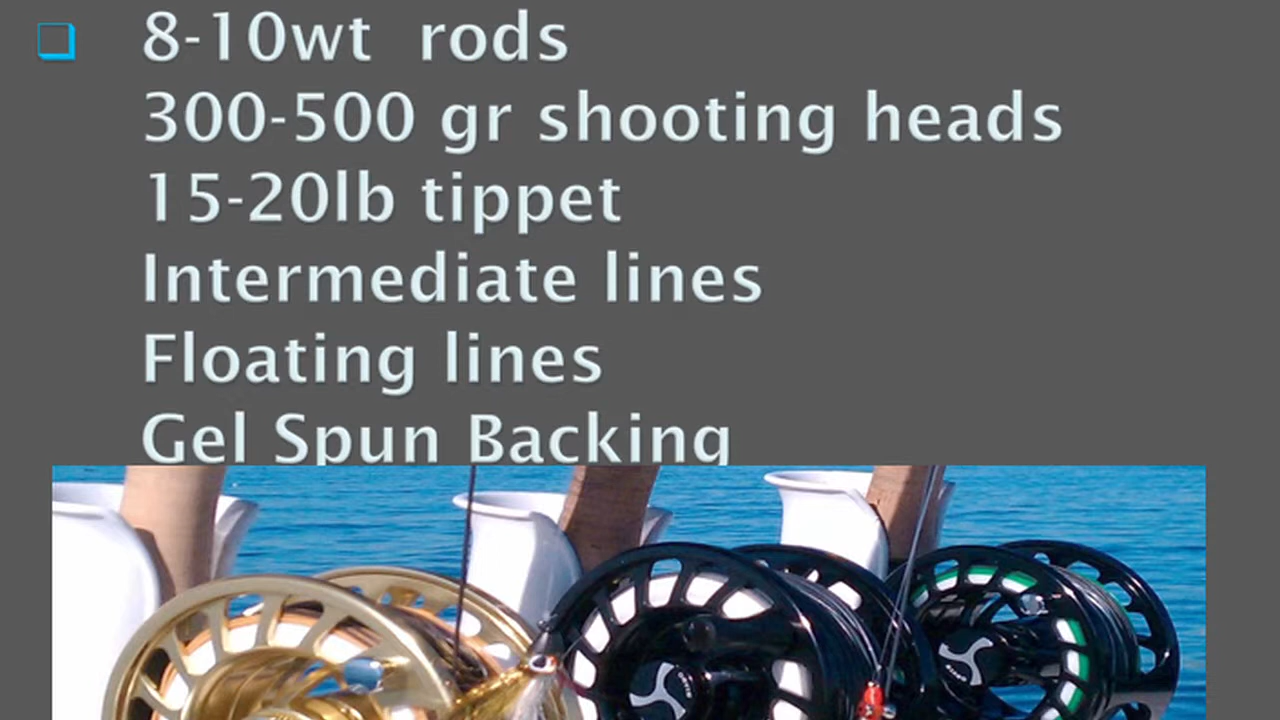 8-10wt rods
300-500 gr shooting heads
15-20lb tippet
Intermediate lines
Floating lines
Gel Spun Backing